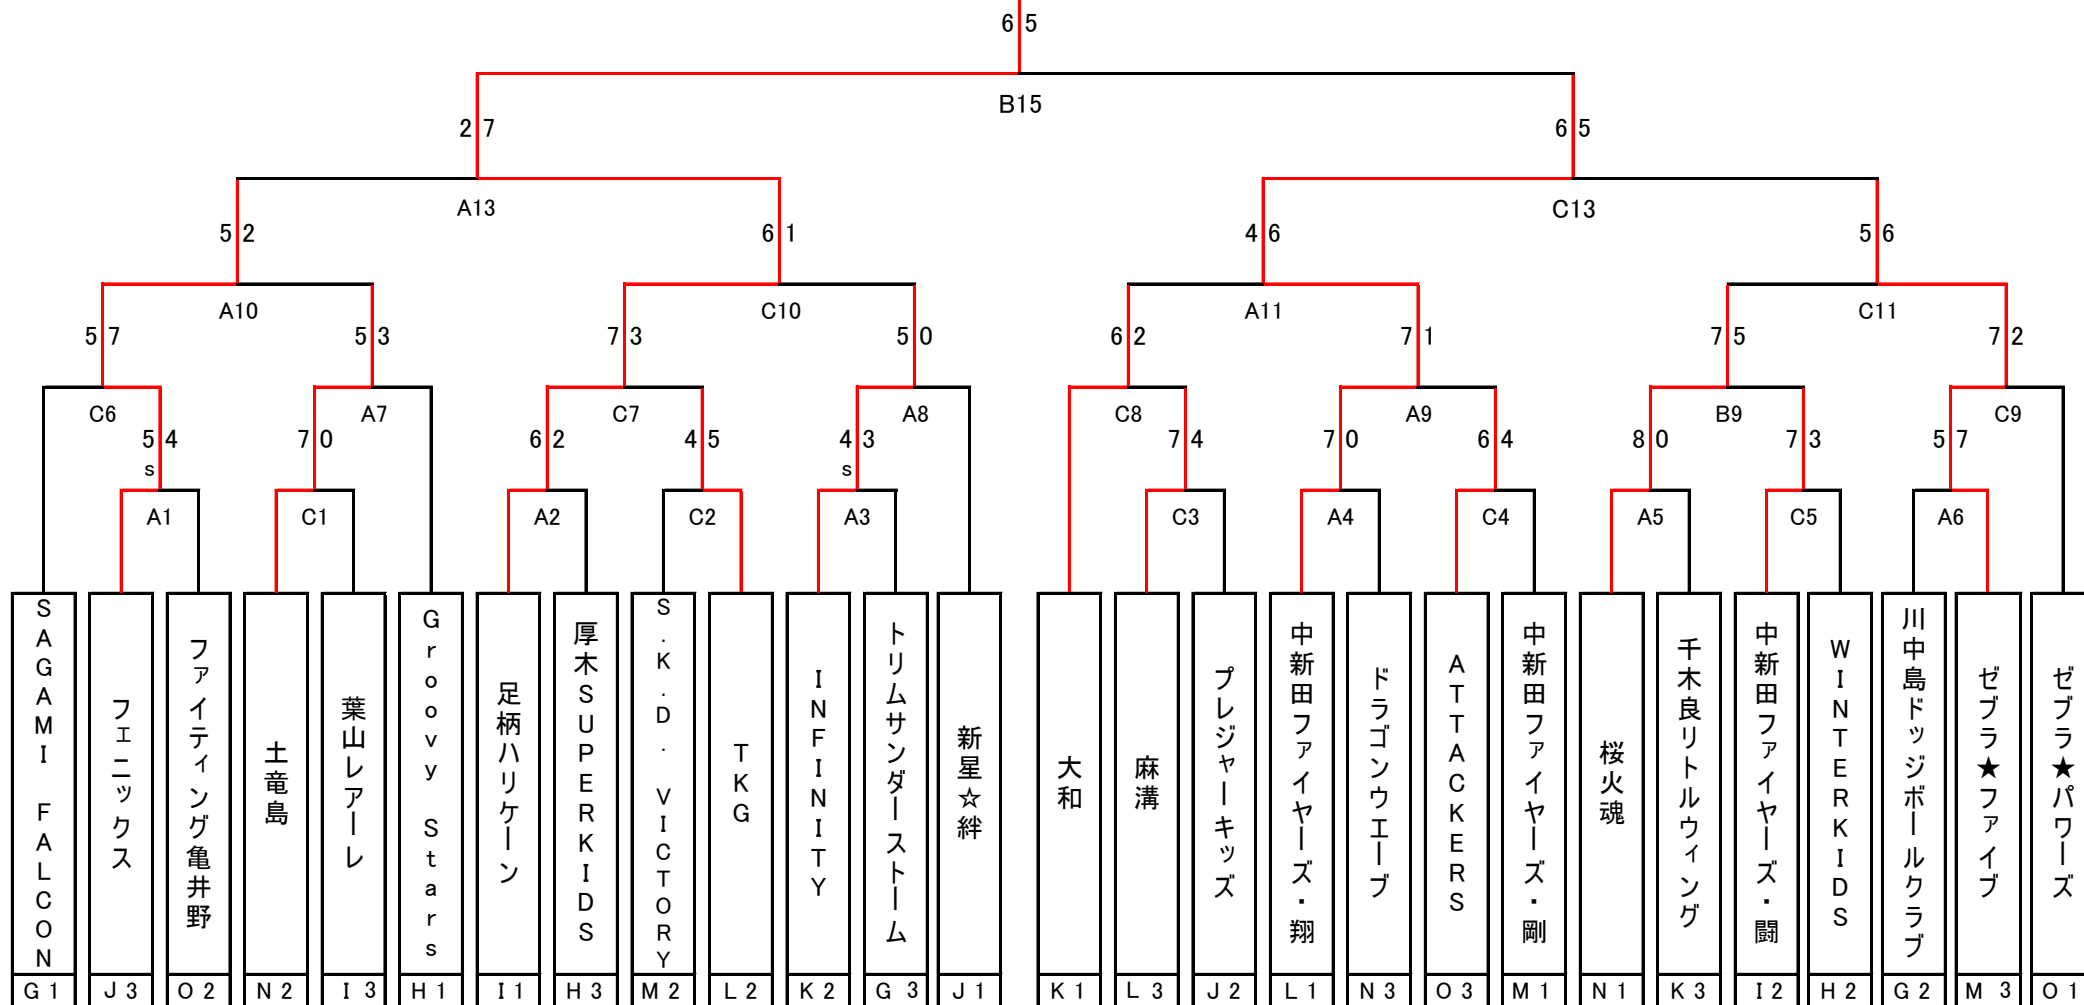 6 5
B15
2 7
6 5
A13
C13
5 2
6 1
4 6
5 6
A10
C10
A11
C11
5 7
5 3
7 3
5 0
6 2
7 1
7 5
7 2
C6
A7
C7
A8
C8
A9
B9
C9
5 4
7 0
6 2
4 5
4 3
7 4
7 0
6 4
8 0
7 3
5 7
s
s
A1
C1
A2
C2
A3
C3
A4
C4
A5
C5
A6
SAGAMI FALCON
フェニックス
ファイティング亀井野
土竜島
葉山レアーレ
Groovy Stars
足柄ハリケーン
厚木SUPERKIDS
S.K.D. VICTORY
TKG
INFINITY
トリムサンダーストーム
新星☆絆
大和
麻溝
プレジャーキッズ
中新田ファイヤーズ・翔
ドラゴンウエーブ
ATTACKERS
中新田ファイヤーズ・剛
桜火魂
千木良リトルウィング
中新田ファイヤーズ・闘
WINTERKIDS
川中島ドッジボールクラブ
ゼブラ★ファイブ
ゼブラ★パワーズ
G 1
J 3
O 2
N 2
I 3
H 1
I 1
H 3
M 2
L 2
K 2
G 3
J 1
K 1
L 3
J 2
L 1
N 3
O 3
M 1
N 1
K 3
I 2
H 2
G 2
M 3
O 1